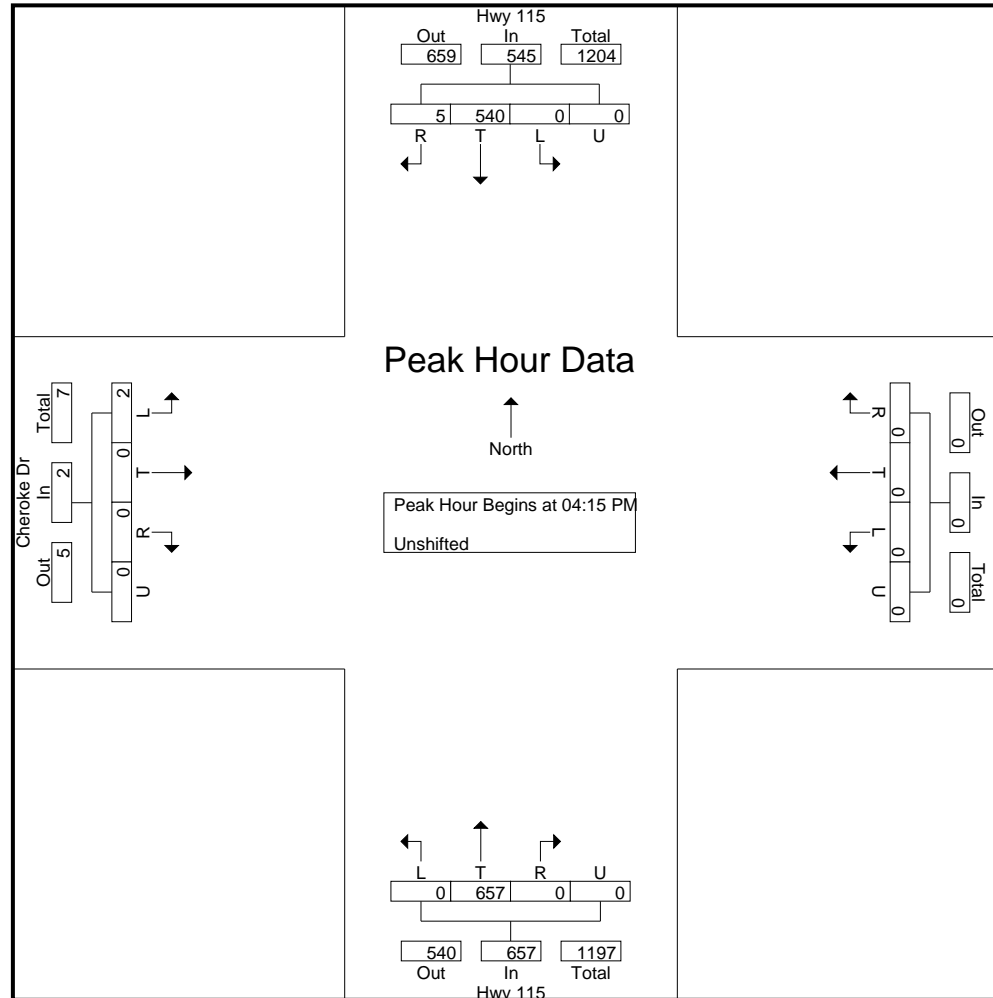 Hwy 115
Out In Total
659 545 1204
5 540 0 0
R T L U
Peak Hour Data
North
Peak Hour Begins at 04:15 PM
Unshifted
Cheroke Dr
Out In Total
5 2 7
2 0 0 0
L T R U
R T L U
0 0 0 0
Out In Total
0 0 0
L T R U
0 657 0 0
540 657 1197
Out In Total
Hwy 115